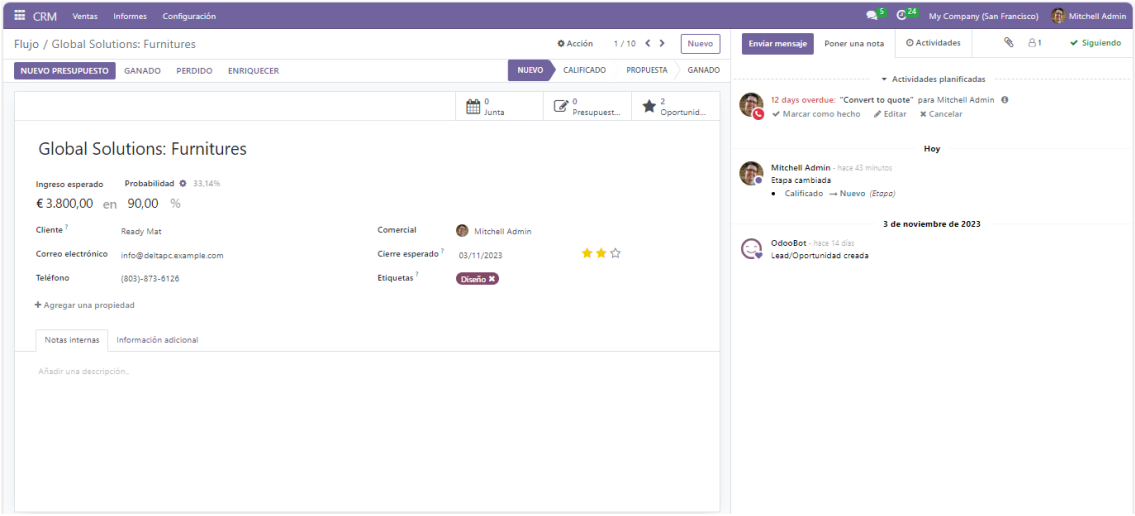 CRM Ventas Informes Configuración 5 24 My Company (San Francisco) Mitchell Admin
Flujo / Global Solutions: Furnitures Acción 1 / 10 Nuevo
NUEVO PRESUPUESTO GANADO PERDIDO ENRIQUECER NUEVO CALIFICADO PROPUESTA GANADO
0 Junta
0 Presupuest...
2 Oportunid...
Global Solutions: Furnitures
Ingreso esperado Probabilidad 33,14%
€ 3.800,00 en 90,00 %
Cliente ? Ready Mat
Correo electrónico info@deltapc.example.com
Teléfono (803)-873-6126
Comercial Mitchell Admin
Cierre esperado ? 03/11/2023
Etiquetas ? Diseño ✖
+ Agregar una propiedad
Notas internas Información adicional
Añadir una descripción..
Enviar mensaje Poner una nota Actividades 1 Siguiendo
Actividades planificadas
12 days overdue: "Convert to quote" para Mitchell Admin
Marcar como hecho Editar Cancelar
Hoy
Mitchell Admin - hace 43 minutos
Etapa cambiada
• Calificado → Nuevo (Etapa)
3 de noviembre de 2023
OdooBot - hace 14 días
Lead/Oportunidad creada